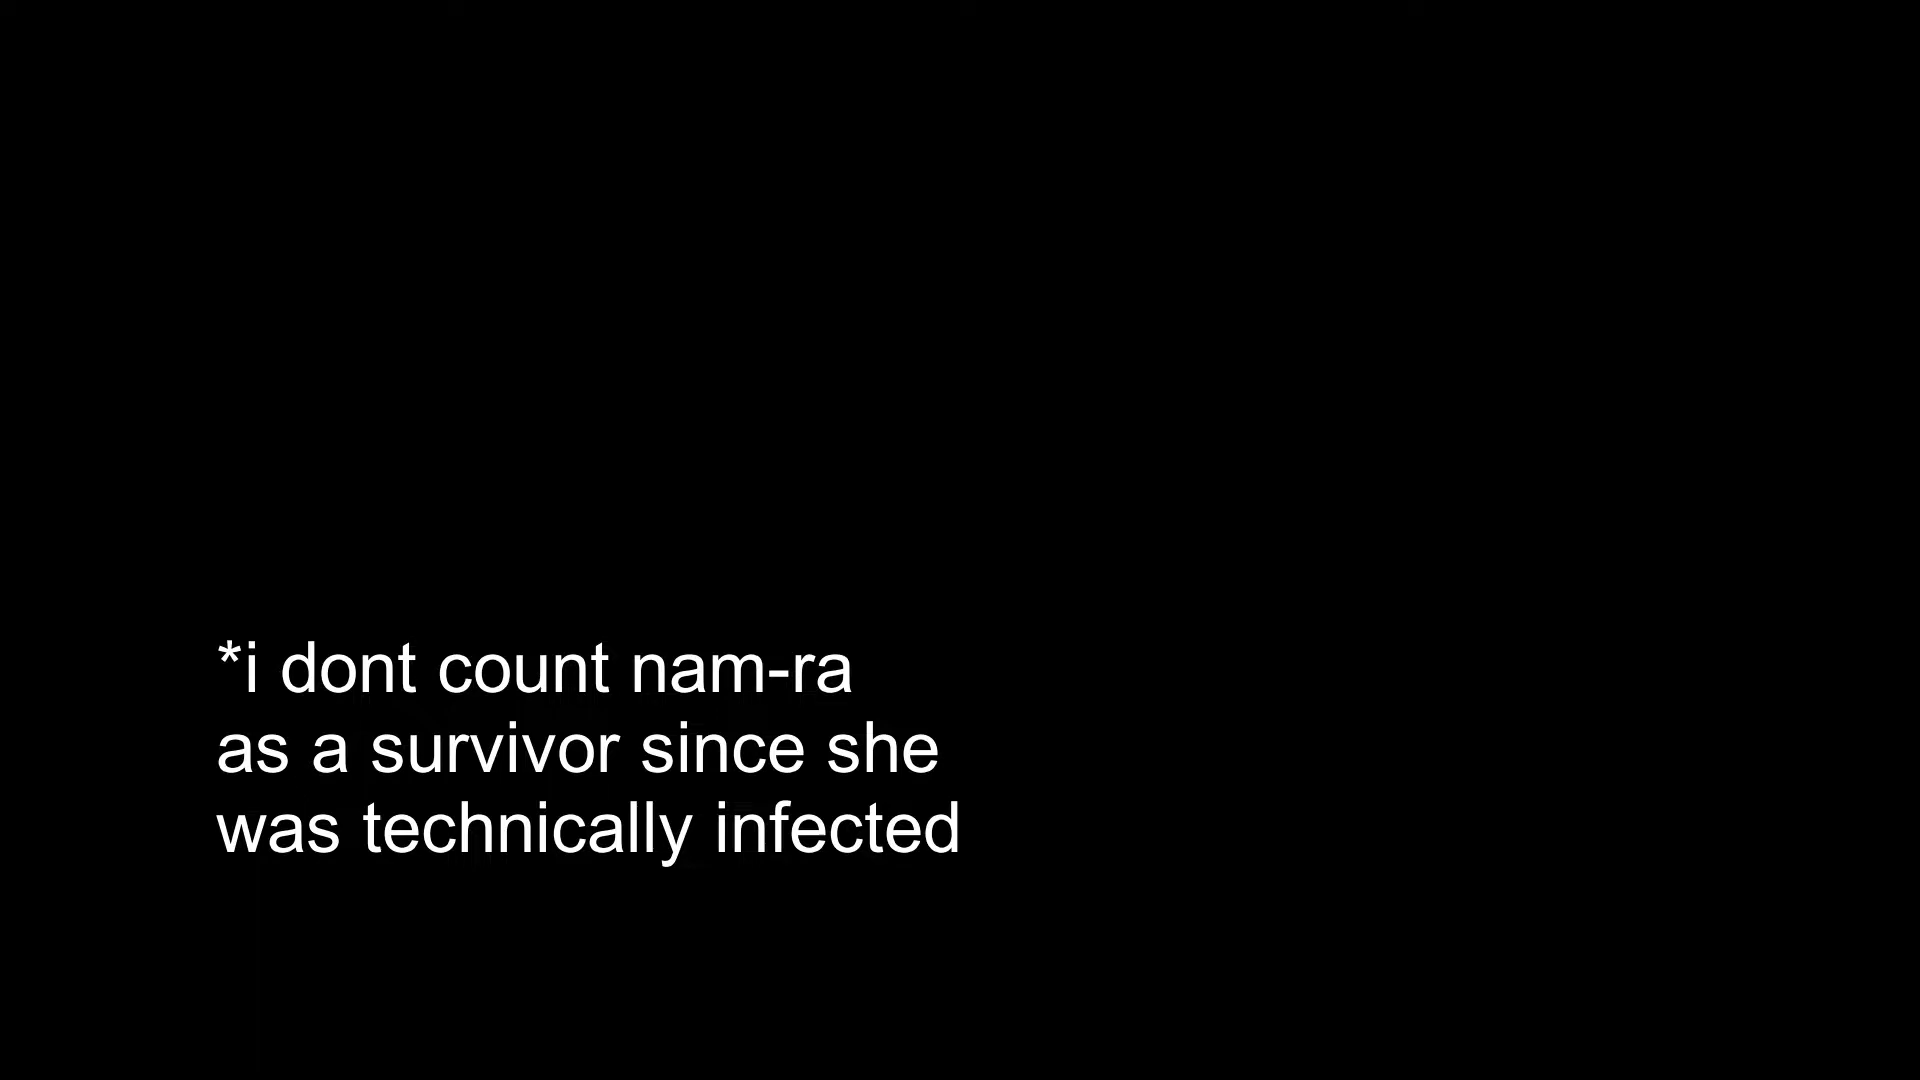 *i dont count nam-ra
as a survivor since she
was technically infected